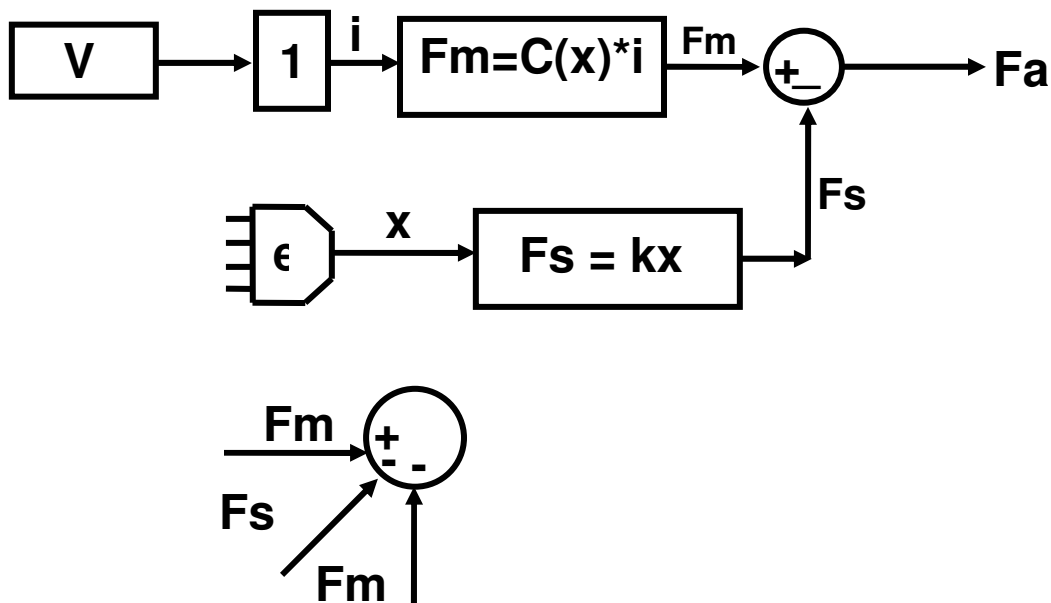 V
1
i
Fm=C(x)*i
Fm
+
_
Fa
Fs
x
ϵ
Fs = kx
Fm
+
-
-
Fs
Fm